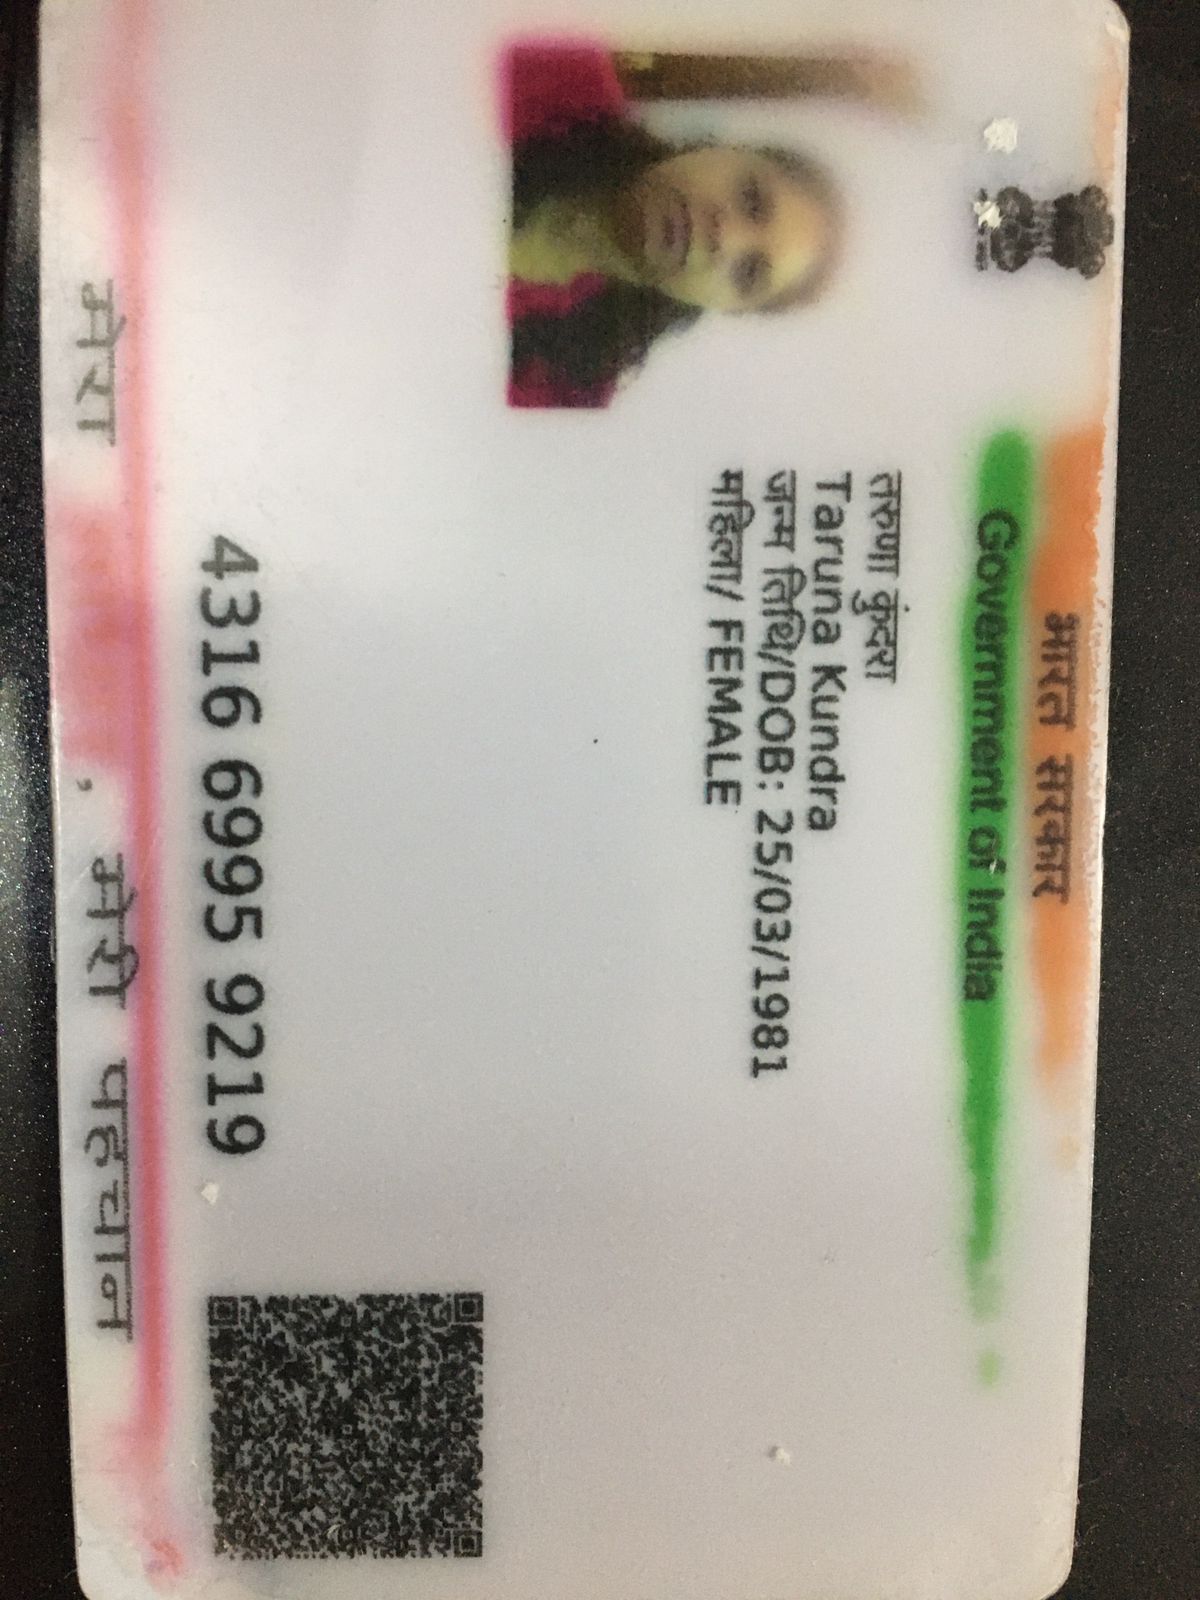 भारत सरकार
Government of India
तरुणा कुंदरा
Taruna Kundra
जन्म तिथि/DOB: 25/03/1981
महिला/ FEMALE
4316 6995 9219
मेरा , मेरी पहचान